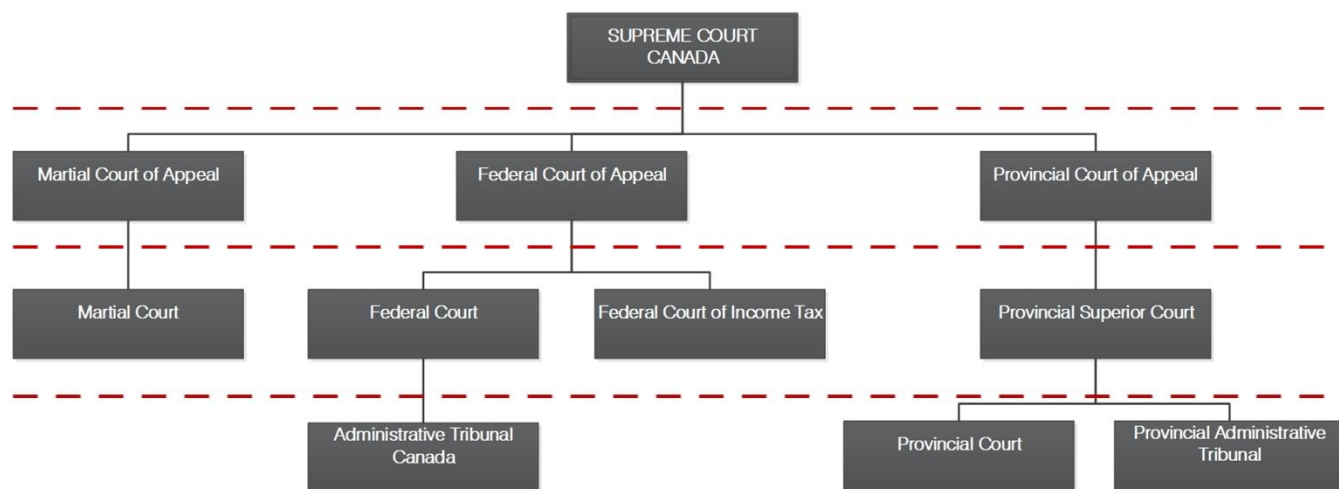 SUPREME COURT
CANADA
Martial Court of Appeal
Federal Court of Appeal
Provincial Court of Appeal
Martial Court
Federal Court
Federal Court of Income Tax
Provincial Superior Court
Administrative Tribunal
Canada
Provincial Court
Provincial Administrative
Tribunal